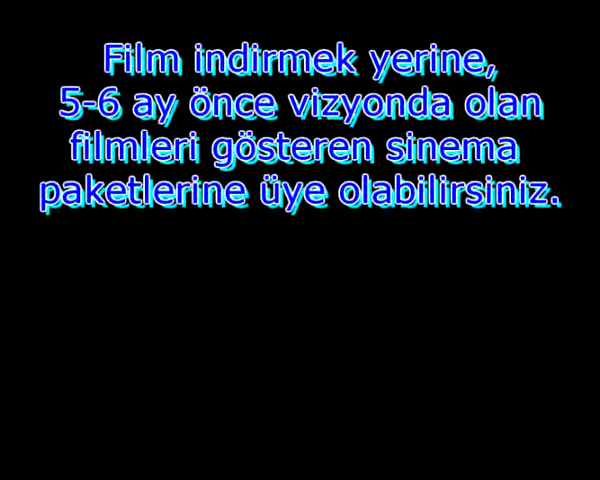 Film indirmek yerine,
5-6 ay önce vizyonda olan
filmleri gösteren sinema
paketlerine üye olabilirsiniz.